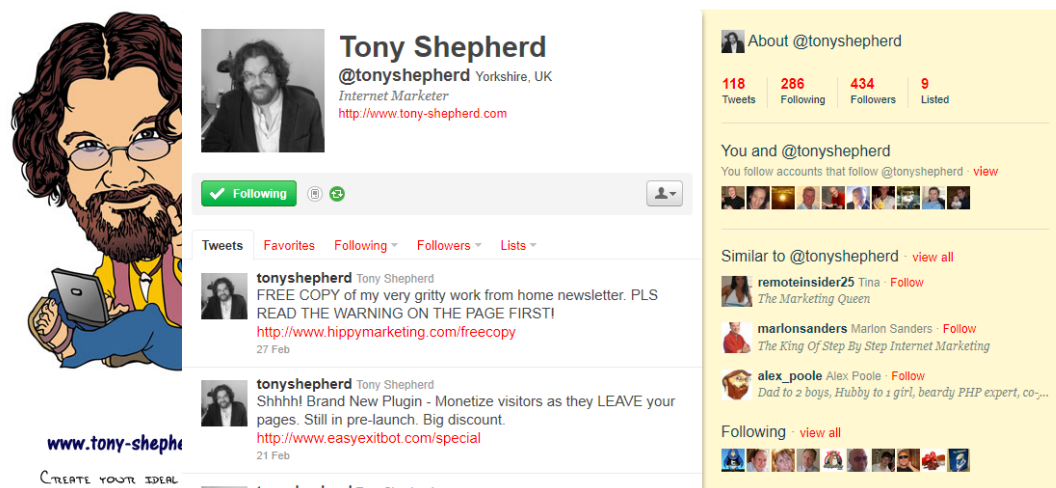 www.tony-shephe
CREATE YOUR IDEAL
Tony Shepherd
@tonyshepherd Yorkshire, UK
Internet Marketer
http://www.tony-shepherd.com
Following
Tweets Favorites Following Followers Lists
tonyshepherd Tony Shepherd
FREE COPY of my very gritty work from home newsletter. PLS
READ THE WARNING ON THE PAGE FIRST!
http://www.hippymarketing.com/freecopy
27 Feb
tonyshepherd Tony Shepherd
Shhhh! Brand New Plugin - Monetize visitors as they LEAVE your
pages. Still in pre-launch. Big discount.
http://www.easyexitbot.com/special
21 Feb
About @tonyshepherd
118 286 434 9
Tweets Following Followers Listed
You and @tonyshepherd
You follow accounts that follow @tonyshepherd · view
Similar to @tonyshepherd · view all
remoteinsider25 Tina · Follow
The Marketing Queen
marlonsanders Marlon Sanders · Follow
The King Of Step By Step Internet Marketing
alex_poole Alex Poole · Follow
Dad to 2 boys, Hubby to 1 girl, beardy PHP expert, co-,...
Following · view all